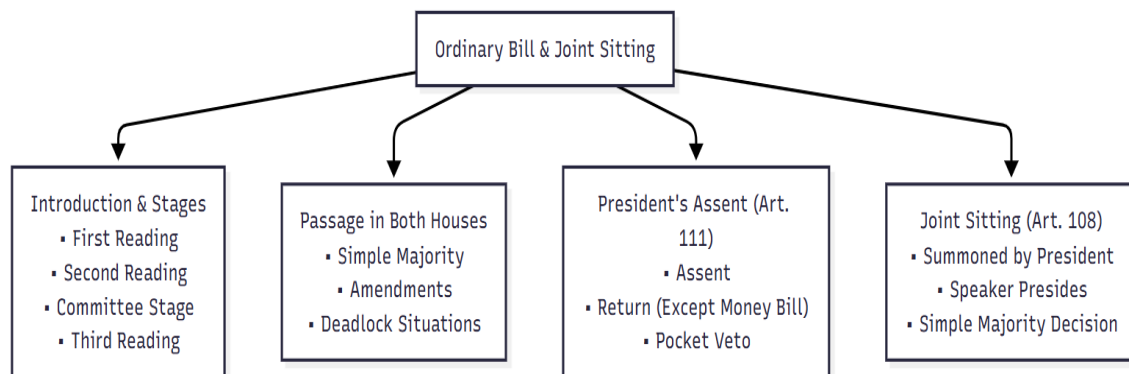 Ordinary Bill & Joint Sitting
Introduction & Stages
▪ First Reading
▪ Second Reading
▪ Committee Stage
▪ Third Reading
Passage in Both Houses
▪ Simple Majority
▪ Amendments
▪ Deadlock Situations
President's Assent (Art.
111)
▪ Assent
▪ Return (Except Money Bill)
▪ Pocket Veto
Joint Sitting (Art. 108)
▪ Summoned by President
▪ Speaker Presides
▪ Simple Majority Decision